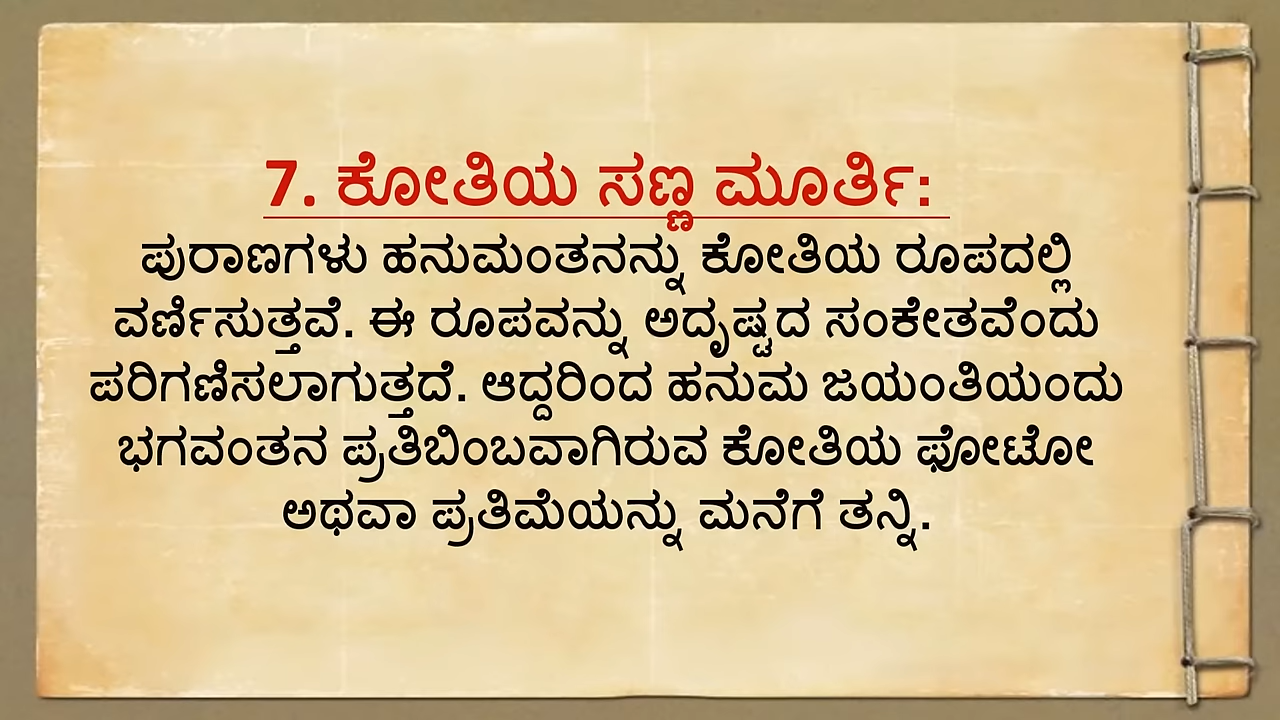 7. ಕೋತಿಯ ಸಣ್ಣ ಮೂರ್ತಿ:
ಪುರಾಣಗಳು ಹನುಮಂತನನ್ನು ಕೋತಿಯ ರೂಪದಲ್ಲಿ
ವರ್ಣಿಸುತ್ತವೆ. ಈ ರೂಪವನ್ನು ಅದೃಷ್ಟದ ಸಂಕೇತವೆಂದು
ಪರಿಗಣಿಸಲಾಗುತ್ತದೆ. ಆದ್ದರಿಂದ ಹನುಮ ಜಯಂತಿಯಂದು
ಭಗವಂತನ ಪ್ರತಿಬಿಂಬವಾಗಿರುವ ಕೋತಿಯ ಫೋಟೋ
ಅಥವಾ ಪ್ರತಿಮೆಯನ್ನು ಮನೆಗೆ ತನ್ನಿ.